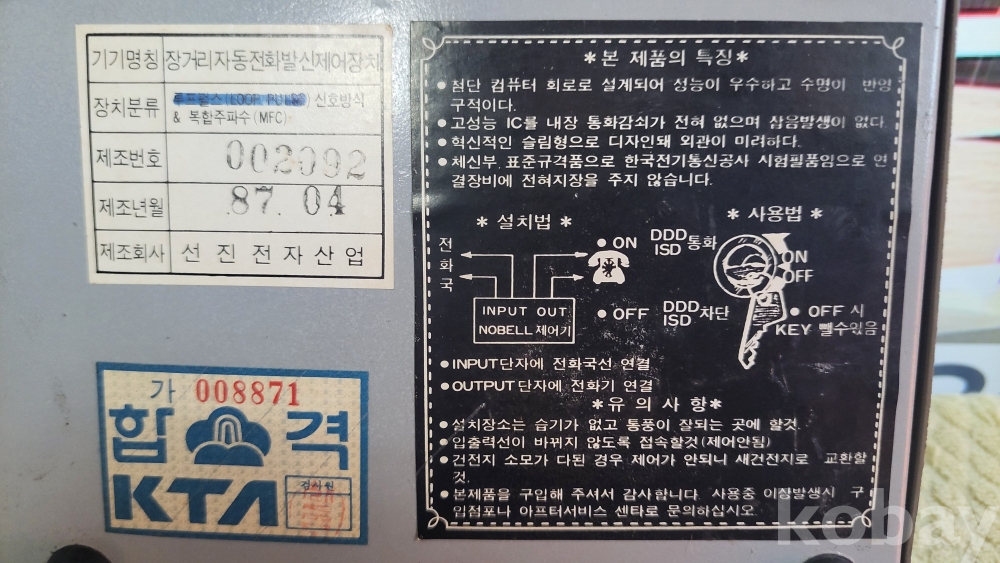 기기명칭 장거리자동전화발신제어장치
장치분류 루프펄스(LOOP PULSE) 신호방식
& 복합주파수(MFC)
제조번호 002092
제조년월 87. 04
제조회사 선진전자산업
가 008871
합격
KTA
검사원
*본 제품의 특징*
● 첨단 컴퓨터 회로로 설계되어 성능이 우수하고 수명이 반영
구적이다.
● 고성능 IC를 내장 통화감쇠가 전혀 없으며 잡음발생이 없다.
● 혁신적인 슬림형으로 디자인돼 외관이 미려하다.
● 체신부, 표준규격품으로 한국전기통신공사 시험필품임으로 연
결장비에 전혀지장을 주지 않습니다.
* 설치법 *
전화국
INPUT OUT
NOBELL 제어기
● ON DDD ISD 통화
● OFF DDD ISD 차단
* 사용법 *
ON
OFF
● OFF 시
KEY 뺄수있음
● INPUT단자에 전화국선 연결
● OUTPUT단자에 전화기 연결
*유의사항*
● 설치장소는 습기가 없고 통풍이 잘되는 곳에 할것.
● 입출력선이 바뀌지 않도록 접속할것(제어안됨)
● 건전지 소모가 다된 경우 제어가 안되니 새건전지로 교환할
것.
● 본제품을 구입해 주셔서 감사합니다. 사용중 이장발생시 구
입점포나 아프터서비스 센타로 문의하십시오.
kobay